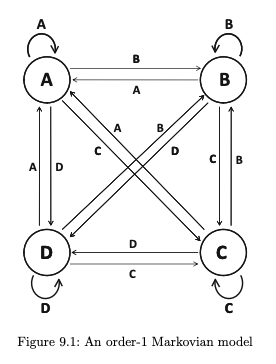 A B
B
A B
A
A B
A D C B
C D
D
D C
C
D C
Figure 9.1: An order-1 Markovian model